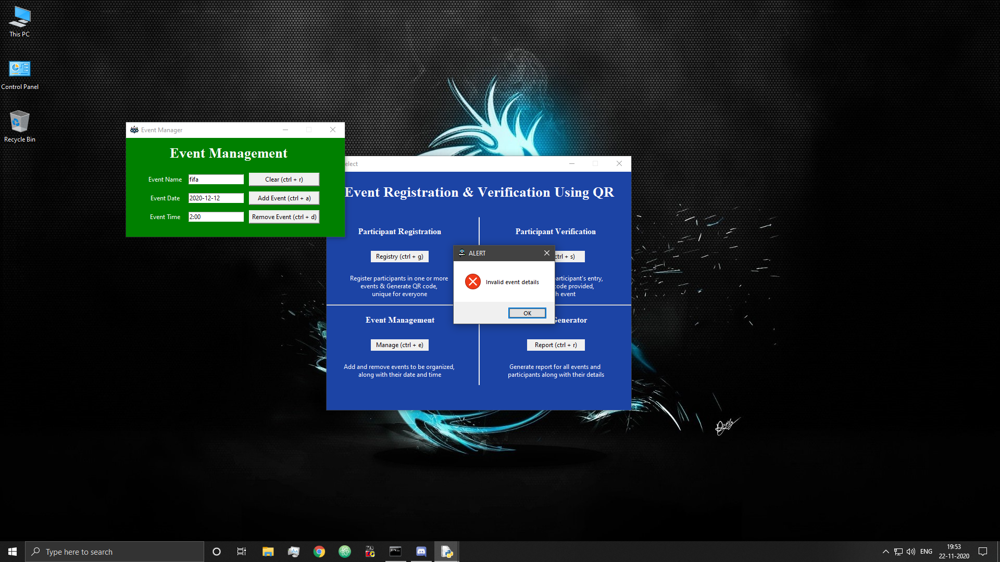 This PC
Control Panel
Recycle Bin
Event Manager
Event Management
Event Name
fifa
Clear (ctrl + r)
Event Date
2020-12-12
Add Event (ctrl + a)
Event Time
2:00
Remove Event (ctrl + d)
elect
Event Registration & Verification Using QR
Participant Registration
Registry (ctrl + g)
Register participants in one or more
events & Generate QR code,
unique for everyone
Participant Verification
ctrl + s)
articipant's entry,
code provided,
h event
ALERT
Invalid event details
OK
Event Management
Manage (ctrl + e)
Add and remove events to be organized,
along with their date and time
Generator
Report (ctrl + r)
Generate report for all events and
participants along with their details
Type here to search
ENG
19:53
22-11-2020